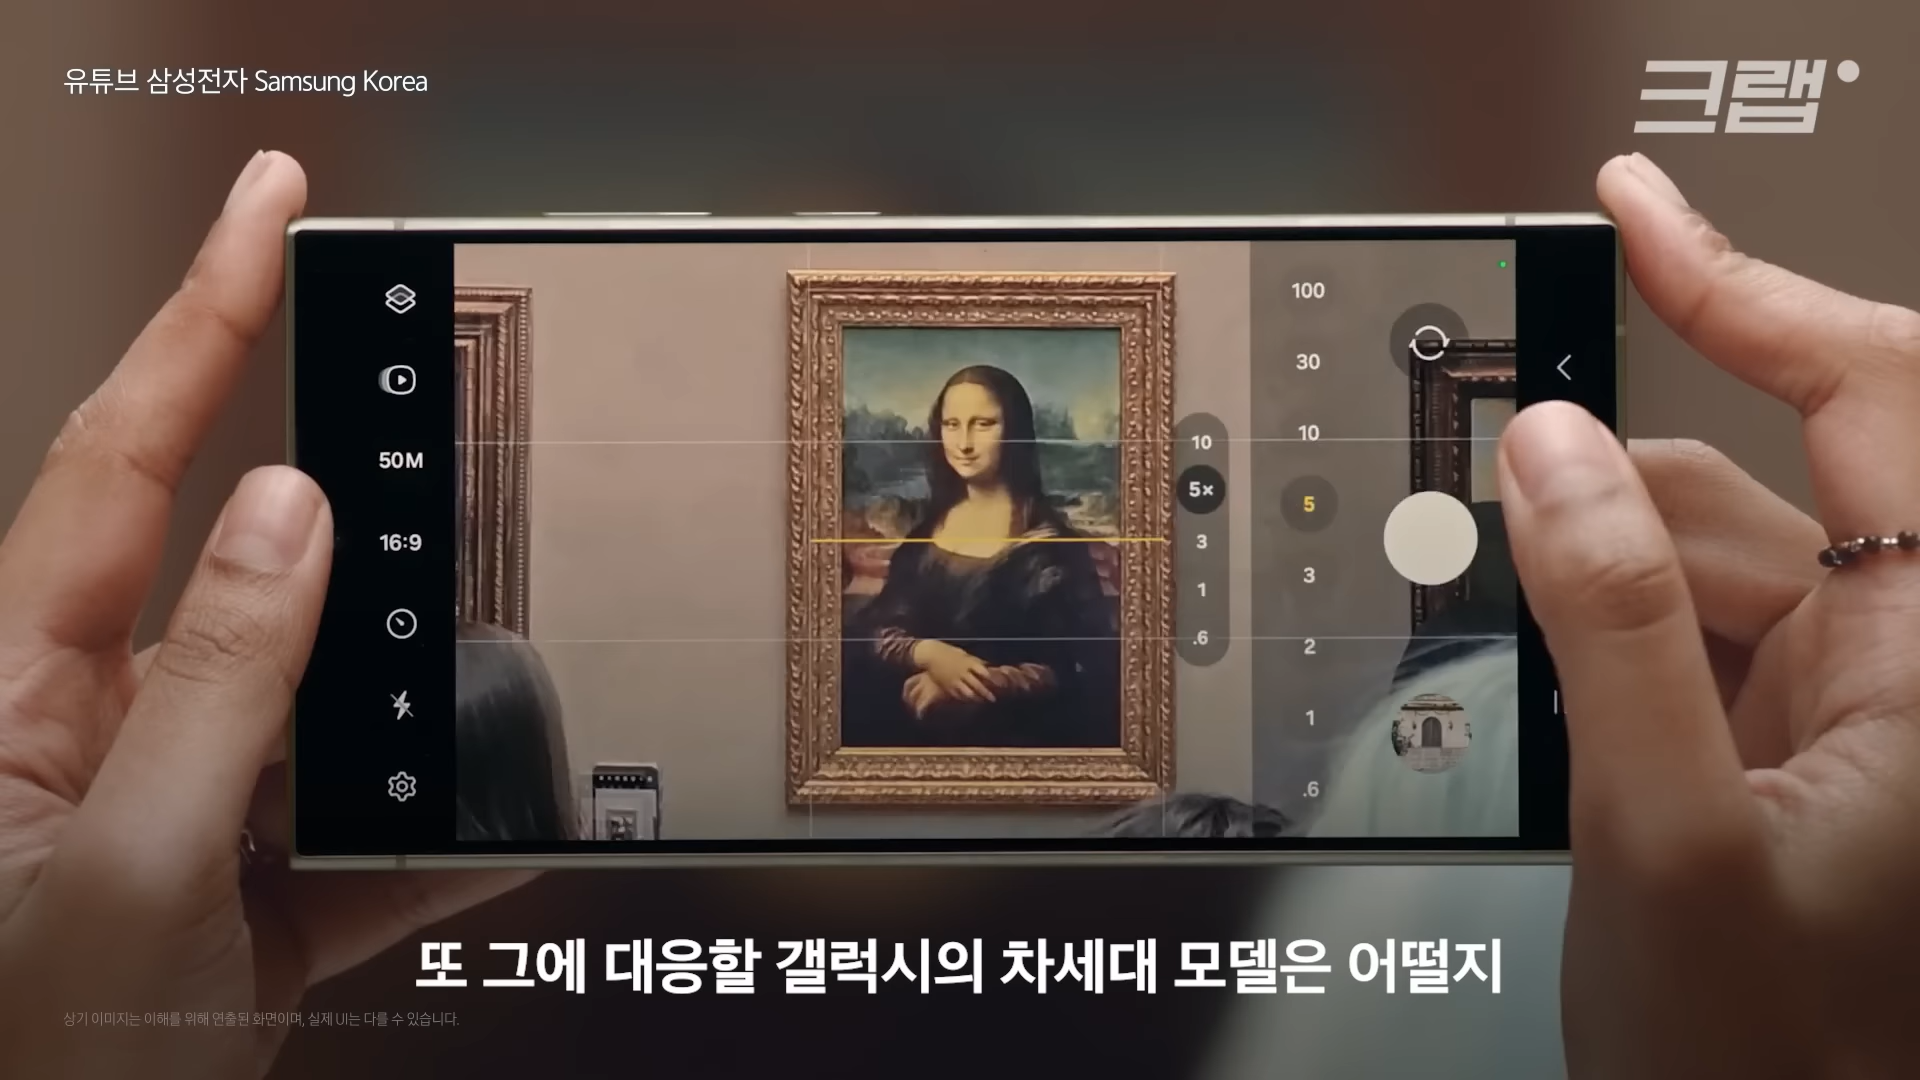 유튜브 삼성전자 Samsung Korea
크랩
50M
16:9
10
5×
3
1
.6
100
30
10
5
3
2
1
.6
또 그에 대응할 갤럭시의 차세대 모델은 어떨지
상기 이미지는 이해를 위해 연출된 화면이며, 실제 UI는 다를 수 있습니다.